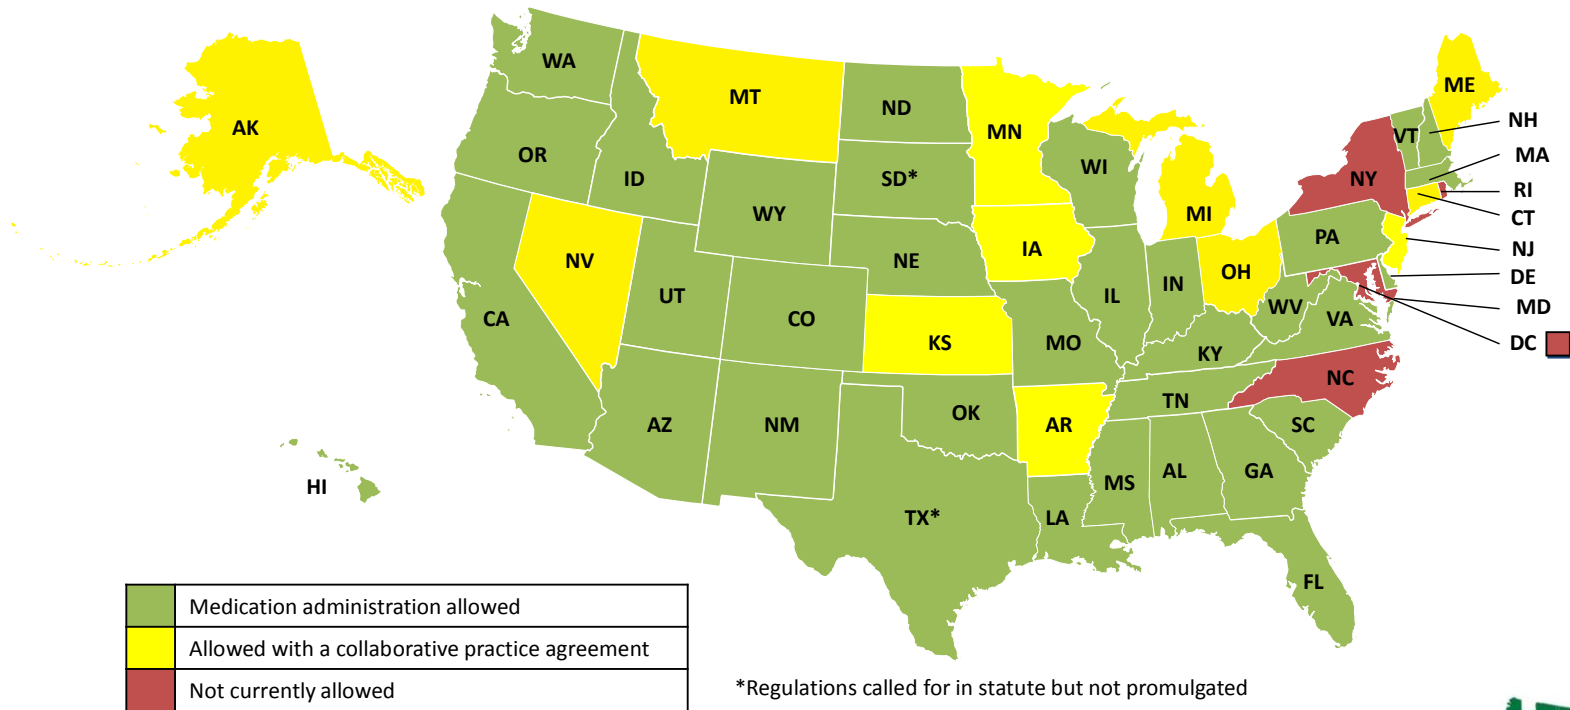 WA
MT
ND
MN
ME
AK
OR
ID
SD*
WI
VT
NH
MA
NY
RI
WY
MI
CT
NV
NE
IA
PA
NJ
OH
DE
UT
IL
IN
WV
MD
CA
CO
KS
MO
VA
DC
KY
NC
AZ
NM
OK
AR
TN
SC
HI
TX*
LA
MS
AL
GA
FL
Medication administration allowed
Allowed with a collaborative practice agreement
Not currently allowed
*Regulations called for in statute but not promulgated